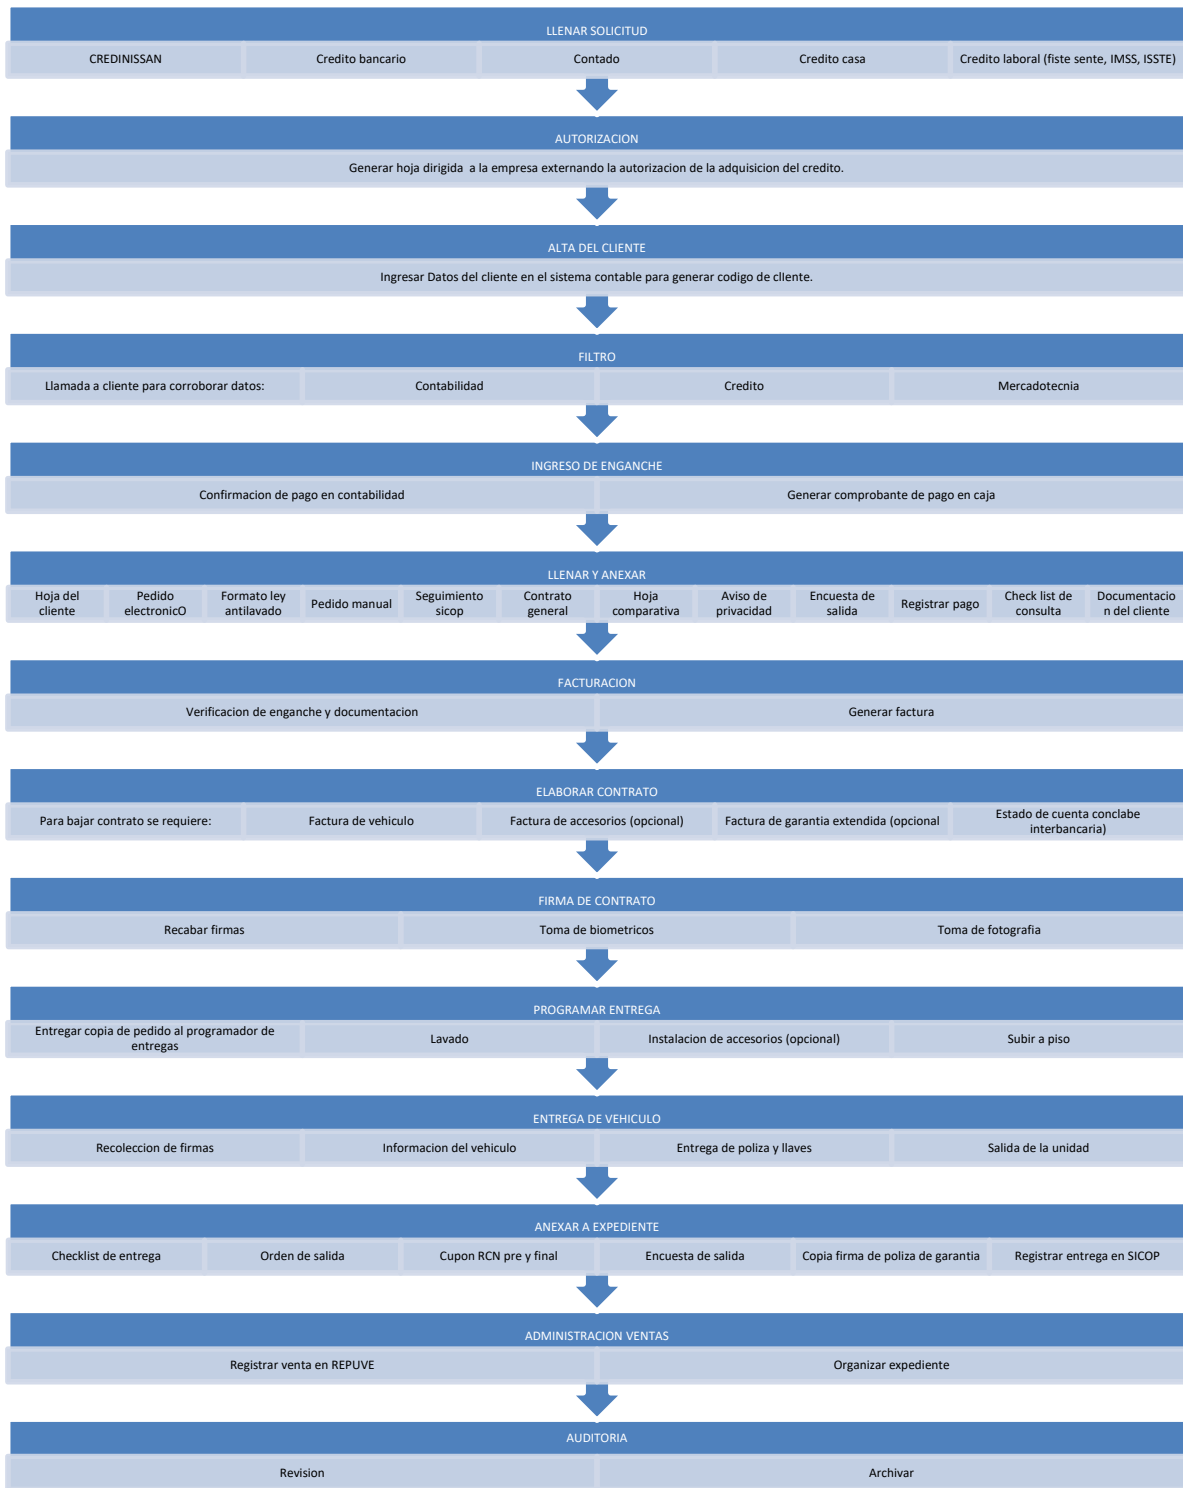 LLENAR SOLICITUD
CREDINISSAN
Credito bancario
Contado
Credito casa
Credito laboral (fiste sente, IMSS, ISSTE)
AUTORIZACION
Generar hoja dirigida a la empresa externando la autorizacion de la adquisicion del credito.
ALTA DEL CLIENTE
Ingresar Datos del cliente en el sistema contable para generar codigo de clIente.
FILTRO
Llamada a cliente para corroborar datos:
Contabilidad
Credito
Mercadotecnia
INGRESO DE ENGANCHE
Confirmacion de pago en contabilidad
Generar comprobante de pago en caja
LLENAR Y ANEXAR
Hoja del
cliente
Pedido
electronicO
Formato ley
antilavado
Pedido manual
Seguimiento
sicop
Contrato
general
Hoja
comparativa
Aviso de
privacidad
Encuesta de
salida
Registrar pago
Check list de
consulta
Documentacio
n del cliente
FACTURACION
Verificacion de enganche y documentacion
Generar factura
ELABORAR CONTRATO
Para bajar contrato se requiere:
Factura de vehiculo
Factura de accesorios (opcional)
Factura de garantia extendida (opcional
Estado de cuenta conclabe
interbancaria)
FIRMA DE CONTRATO
Recabar firmas
Toma de biometricos
Toma de fotografia
PROGRAMAR ENTREGA
Entregar copia de pedido al programador de
entregas
Lavado
Instalacion de accesorios (opcional)
Subir a piso
ENTREGA DE VEHICULO
Recoleccion de firmas
Informacion del vehiculo
Entrega de poliza y llaves
Salida de la unidad
ANEXAR A EXPEDIENTE
Checklist de entrega
Orden de salida
Cupon RCN pre y final
Encuesta de salida
Copia firma de poliza de garantia
Registrar entrega en SICOP
ADMINISTRACION VENTAS
Registrar venta en REPUVE
Organizar expediente
AUDITORIA
Revision
Archivar